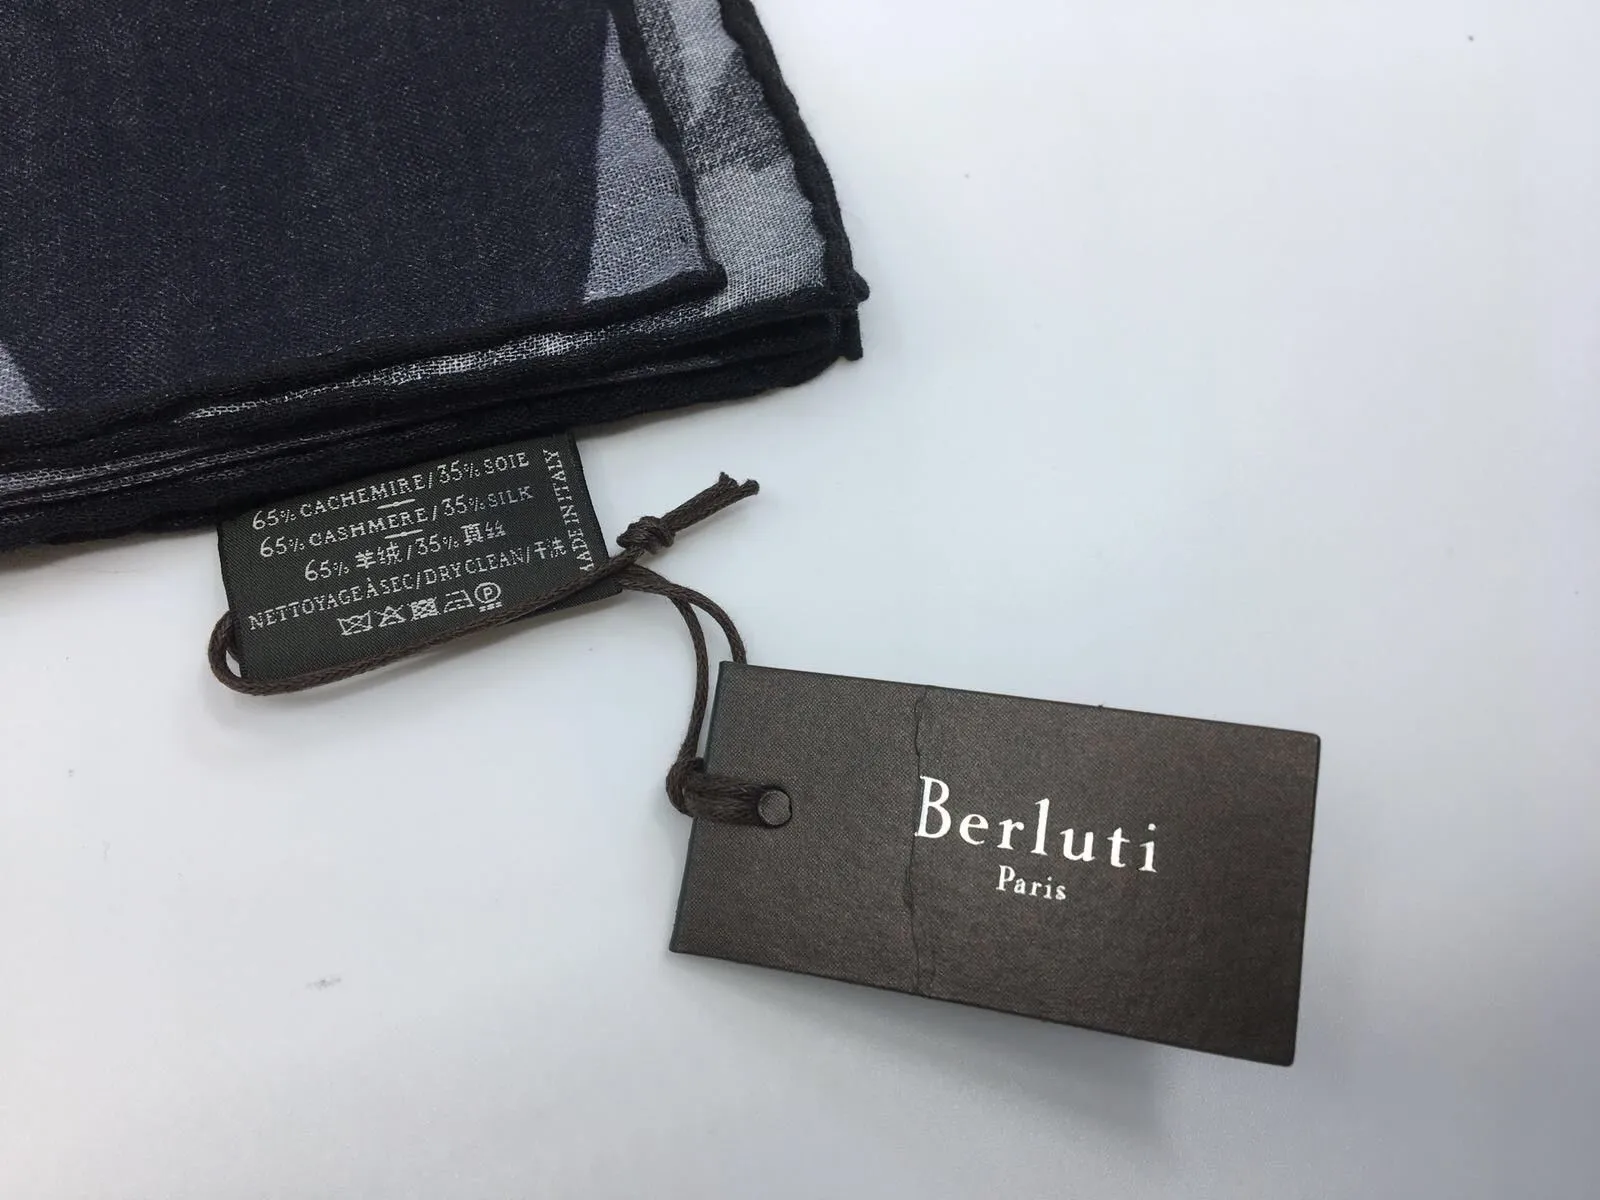 65% CACHEMIRE/35% SOIE
65% CASHMERE/35% SILK
65% 羊绒/35% 真丝
NETTOYAGE À SEC/DRY CLEAN/干洗
MADE IN ITALY
Berluti
Paris